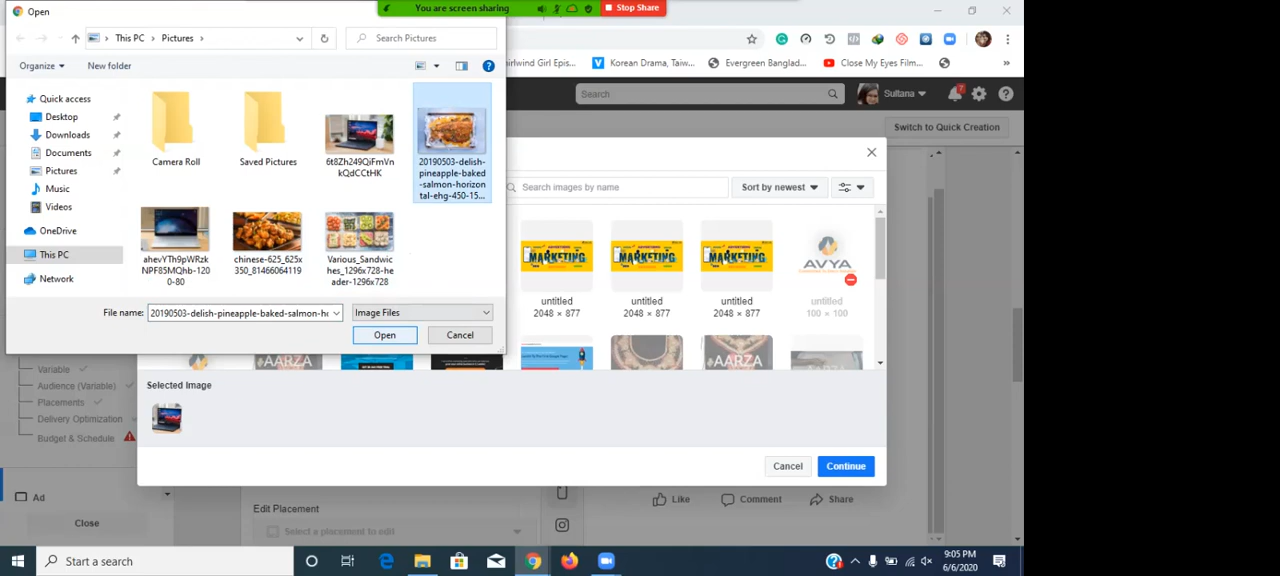 Open
You are screen sharing
Stop Share
This PC
Pictures
Search Pictures
Organize
New folder
irlwind Girl Epis...
Korean Drama, Taiw...
Evergreen Banglad...
Close My Eyes Film...
»
Search
Sultana
7
Switch to Quick Creation
Quick access
Desktop
Downloads
Documents
Pictures
Music
Videos
OneDrive
This PC
Network
Camera Roll
Saved Pictures
6t8Zh249QiFmVn
kQdCCtHK
20190503-delish-
pineapple-baked
-salmon-horizon
tal-ehg-450-15...
ahevYTh9pWRzk
NPF85MQhb-120
0-80
chinese-625_625x
350_81466064119
Various_Sandwic
hes_1296x728-he
ader-1296x728
File name:
20190503-delish-pineapple-baked-salmon-ho
Image Files
Open
Cancel
Search images by name
Sort by newest
MARKETING
MARKETING
MARKETING
AVYA
untitled
2048 × 877
untitled
2048 × 877
untitled
2048 × 877
untitled
100 × 100
AARZA
AARZA
AARZA
Selected Image
Cancel
Continue
Variable
Audience (Variable)
Placements
Delivery Optimization
Budget & Schedule
Ad
Close
Edit Placement
Select a placement to edit
Like
Comment
Share
Start a search
9:05 PM
6/6/2020